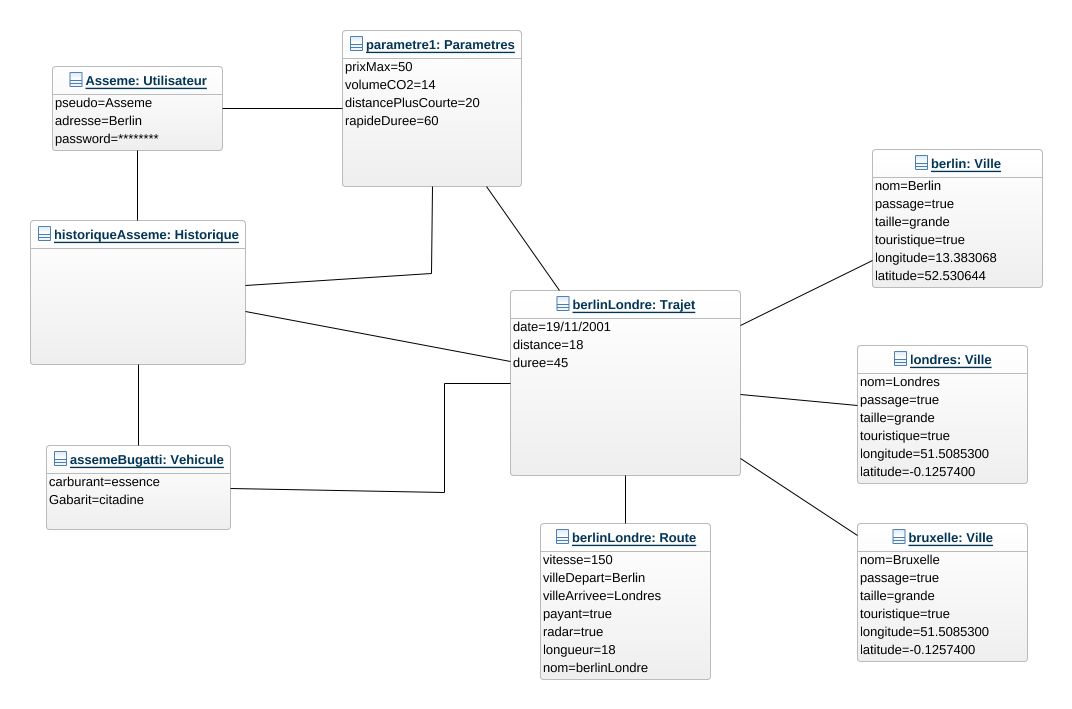 parametre1: Parametres
prixMax=50
volumeCO2=14
distancePlusCourte=20
rapideDuree=60
Asseme: Utilisateur
pseudo=Asseme
adresse=Berlin
password=********
berlin: Ville
nom=Berlin
passage=true
taille=grande
touristique=true
longitude=13.383068
latitude=52.530644
historiqueAsseme: Historique
berlinLondre: Trajet
date=19/11/2001
distance=18
duree=45
londres: Ville
nom=Londres
passage=true
taille=grande
touristique=true
longitude=51.5085300
latitude=-0.1257400
assemeBugatti: Vehicule
carburant=essence
Gabarit=citadine
berlinLondre: Route
vitesse=150
villeDepart=Berlin
villeArrivee=Londres
payant=true
radar=true
longueur=18
nom=berlinLondre
bruxelle: Ville
nom=Bruxelle
passage=true
taille=grande
touristique=true
longitude=51.5085300
latitude=-0.1257400